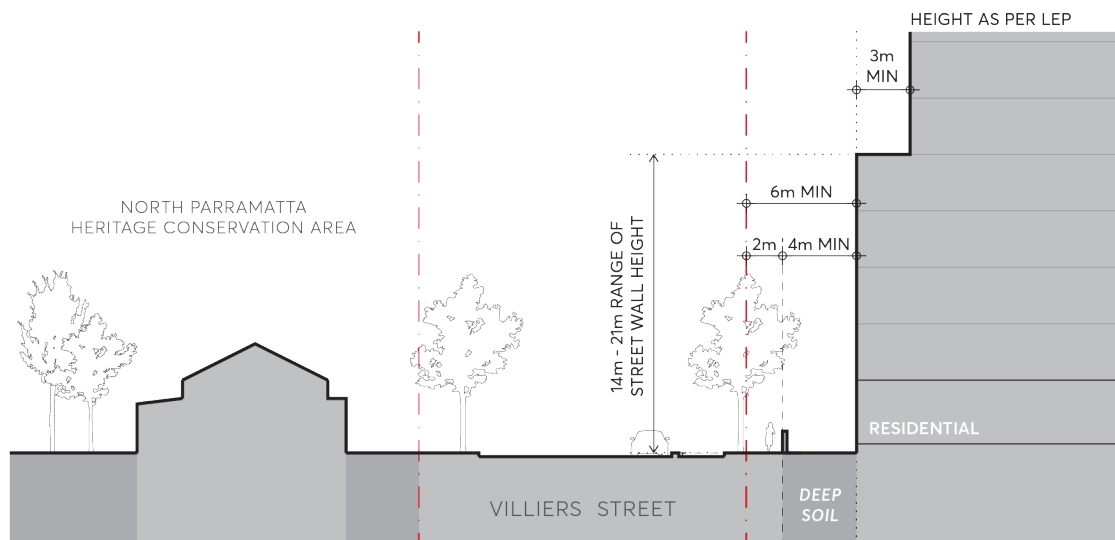 HEIGHT AS PER LEP
3m
MIN
6m MIN
2m
4m MIN
NORTH PARRAMATTA
HERITAGE CONSERVATION AREA
14m - 21m RANGE OF
STREET WALL HEIGHT
RESIDENTIAL
VILLIERS STREET
DEEP
SOIL